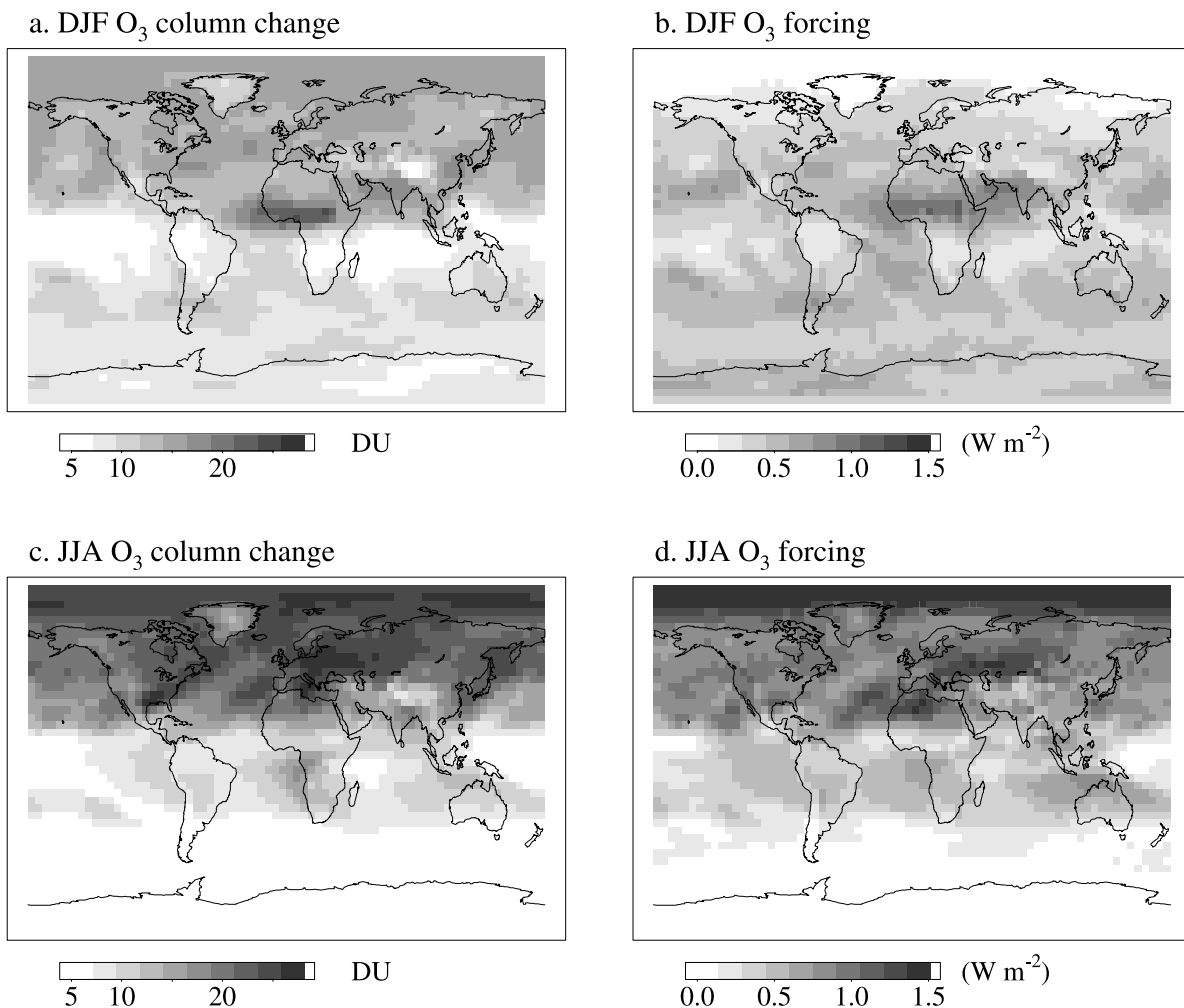 a. DJF O₃ column change
b. DJF O₃ forcing
5 10 20 DU
0.0 0.5 1.0 1.5 (W m⁻²)
c. JJA O₃ column change
d. JJA O₃ forcing
5 10 20 DU
0.0 0.5 1.0 1.5 (W m⁻²)